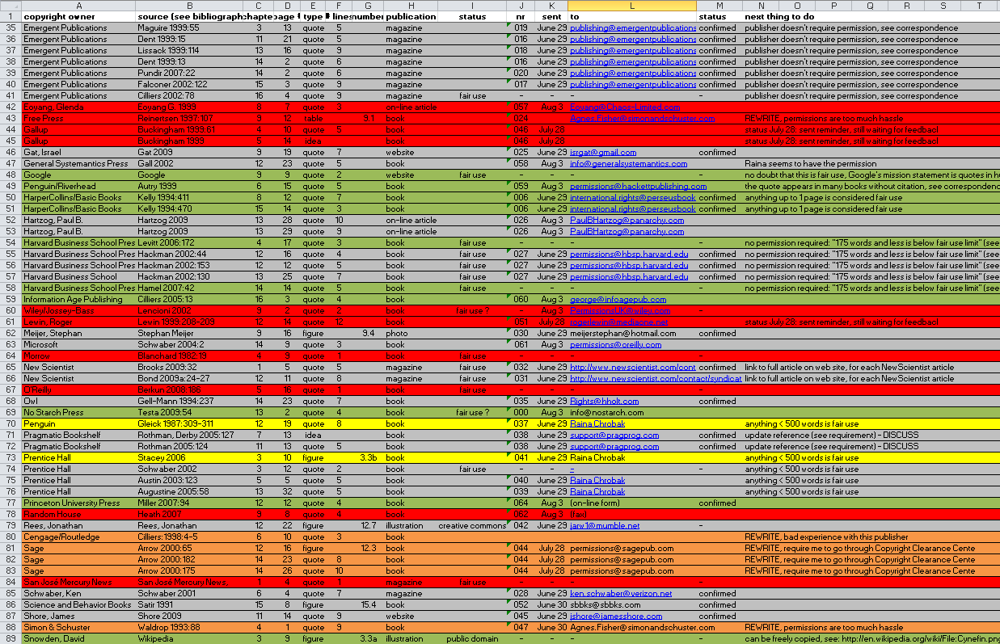 A B C D E F G H I J K L M N O P Q R S T
1 copyright owner source (see bibliograph chapte page # type # lines number publication status nr sent to status next thing to do
35 Emergent Publications Maguire 1999:55 3 13 quote 5 magazine 019 June 29 publishing@emergentpublications confirmed publisher doesn't require permission, see correspondence
36 Emergent Publications Dent 1999:15 11 21 quote 5 magazine 016 June 29 publishing@emergentpublications confirmed publisher doesn't require permission, see correspondence
37 Emergent Publications Lissack 1999:114 13 16 quote 9 magazine 018 June 29 publishing@emergentpublications confirmed publisher doesn't require permission, see correspondence
38 Emergent Publications Dent 1999:13 14 2 quote 6 magazine 016 June 29 publishing@emergentpublications confirmed publisher doesn't require permission, see correspondence
39 Emergent Publications Pundir 2007:22 14 2 quote 6 magazine 020 June 29 publishing@emergentpublications confirmed publisher doesn't require permission, see correspondence
40 Emergent Publications Falconer 2002:122 15 3 quote 9 magazine 017 June 29 publishing@emergentpublications confirmed publisher doesn't require permission, see correspondence
41 Emergent Publications Cilliers 2002:78 16 4 quote 9 magazine fair use - - - - publisher doesn't require permission, see correspondence
42 Eoyang, Glenda Eoyang G. 1999 6 7 quote 3 on-line article 057 Aug 3 Eoyang@Chaos-Limited.com
43 Free Press Reinertsen 1997:107 9 12 table 9.1 book 024 Agnes.Fisher@simonandschuster.com REWRITE, permissions are too much hassle
44 Gallup Buckingham 1999:61 4 10 quote 5 book 046 July 28 status July 28: sent reminder, still waiting for feedback
45 Gallup Buckingham 1999 5 14 idea book 046 July 28 status July 28: sent reminder, still waiting for feedback
46 Gat, Israel Gat 2009 9 19 quote 7 website 025 June 29 isrgat@gmail.com confirmed
47 General Systemantics Press Gall 2002 12 23 quote 5 book 058 Aug 3 info@generalsystemantics.com Raina seems to have the permission
48 Google Google 9 9 quote 2 website fair use - - - - no doubt that this is fair use, Google's mission statement is quotes in hu
49 Penguin/Riverhead Autry 1999 6 15 quote 5 book 059 Aug 3 permissions@hackettpublishing.com the quote appears in many books without citation, see correspondenc
50 HarperCollins/Basic Books Kelly 1994:411 8 12 quote 7 book 006 June 29 international.rights@perseusbook confirmed anything up to 1 page is considered fair use
51 HarperCollins/Basic Books Kelly 1994:470 15 14 quote 3 book 006 June 29 international.rights@perseusbook confirmed anything up to 1 page is considered fair use
52 Hartzog, Paul B. Hartzog 2009 13 28 quote 10 on-line article 026 Aug 3 PaulBHartzog@panarchy.com
53 Hartzog, Paul B. Hartzog 2009 13 29 quote 9 on-line article 026 Aug 3 PaulBHartzog@panarchy.com
54 Harvard Business School Pres Levitt 2006:172 4 17 quote 3 book fair use - - - - no permission required: "175 words and less is below fair use limit" (see
55 Harvard Business School Pres Hackman 2002:44 12 16 quote 4 book fair use 027 June 29 permissions@hbsp.harvard.edu confirmed no permission required: "175 words and less is below fair use limit" (see
56 Harvard Business School Pres Hackman 2002:153 12 12 quote 5 book fair use 027 June 29 permissions@hbsp.harvard.edu confirmed no permission required: "175 words and less is below fair use limit" (see
57 Harvard Business School Hackman 2002:130 13 25 quote 7 book fair use 027 June 29 permissions@hbsp.harvard.edu confirmed no permission required: "175 words and less is below fair use limit" (see
58 Harvard Business School Pres Hamel 2007:42 14 14 quote 5 book fair use - - - - no permission required: "175 words and less is below fair use limit" (see
59 Information Age Publishing Cilliers 2005:13 16 3 quote 4 book 060 Aug 3 george@infoagepub.com
60 Wiley/Jossey-Bass Lencioni 2002 9 2 quote 2 book fair use ? - Aug 3 PermissionsUK@wiley.com -
61 Lewin, Roger Lewin 1999:208-209 12 14 quote 12 book 051 July 28 rogerlewin@mediaone.net status July 28: sent reminder, still waiting for feedback
62 Meijer, Stephan Stephan Meijer 9 16 figure 9.4 photo 030 June 29 meijerstephan@hotmail.com confirmed
63 Microsoft Schwaber 2004:2 14 9 quote 3 book 061 Aug 3 permissions@oreilly.com
64 Morrow Blanchard 1982:19 4 9 quote 1 book fair use - - - -
65 New Scientist Brooks 2009:32 1 5 quote 5 magazine fair use 032 June 29 http://www.newscientist.com/cont confirmed link to full article on web site, for each New Scientist article
66 New Scientist Bond 2009a:24-27 12 11 quote 8 magazine fair use 031 June 29 http://www.newscientist.com/contact/syndicat link to full article on web site, for each New Scientist article
67 O'Reilly Berkun 2008:186 5 16 quote 1 book fair use - - - -
68 Owl Gell-Mann 1994:237 14 23 quote 7 book 035 June 29 Rights@hholt.com confirmed
69 No Starch Press Testa 2009:54 13 2 quote 4 book fair use ? 000 Aug 3 info@nostarch.com
70 Penguin Gleick 1987:309-311 12 19 quote 8 book 037 June 29 Raina Chrobak anything < 500 words is fair use
71 Pragmatic Bookshelf Rothman, Derby 2005:127 7 13 idea book 038 June 29 support@pragprog.com confirmed update reference (see requirement) - DISCUSS
72 Pragmatic Bookshelf Rothman 2005:124 11 13 quote 5 book 038 June 29 support@pragprog.com confirmed update reference (see requirement) - DISCUSS
73 Prentice Hall Stacey 2006 3 10 figure 3.3b book 041 June 29 Raina Chrobak anything < 500 words is fair use
74 Prentice Hall Schwaber 2002 3 12 quote 2 book fair use - - - - anything < 500 words is fair use
75 Prentice Hall Austin 2003:123 5 5 quote 5 book 040 June 29 Raina Chrobak anything < 500 words is fair use
76 Prentice Hall Augustine 2005:58 13 32 quote 5 book 039 June 29 Raina Chrobak anything < 500 words is fair use
77 Princeton University Press Miller 2007:94 12 12 quote 4 book 064 Aug 3 (on-line form) confirmed
78 Random House Heath 2007 9 8 quote 4 book 062 Aug 3 (fax)
79 Rees, Jonathan Rees, Jonathan 12 22 figure 12.7 illustration creative commons 042 June 29 jarw1@mumble.net -
80 Cengage/Routledge Cilliers:1998:4-5 6 10 quote 3 book REWRITE, bad experience with this publisher
81 Sage Arrow 2000:65 12 16 figure 12.3 book 044 July 28 permissions@sagepub.com REWRITE, require me to go through Copyright Clearance Cente
82 Sage Arrow 2000:182 14 23 quote 8 book 044 July 28 permissions@sagepub.com REWRITE, require me to go through Copyright Clearance Cente
83 Sage Arrow 2000:175 14 26 quote 10 book 044 July 28 permissions@sagepub.com REWRITE, require me to go through Copyright Clearance Cente
84 San José Mercury News San José Mercury News, 1 4 quote 1 magazine fair use - - - -
85 Schwaber, Ken Schwaber 2001 6 4 quote 7 magazine 028 June 29 ken.schwaber@verizon.net confirmed
86 Science and Behavior Books Satir 1991 15 8 figure 15.4 book 052 June 30 sbbks@sbbks.com confirmed
87 Shore, James Shore 2009 11 14 quote 9 website 045 June 29 jshore@jamesshore.com confirmed
88 Simon & Schuster Waldrop 1993:88 4 1 quote 9 book 047 June 30 Agnes.Fisher@simonandschuster.com REWRITE, permissions are too much hassle
89 Snowden, David Wikipedia 3 9 figure 3.3a illustration public domain - - - - can be freely copied, see: http://en.wikipedia.org/wiki/File:Cynefin.png